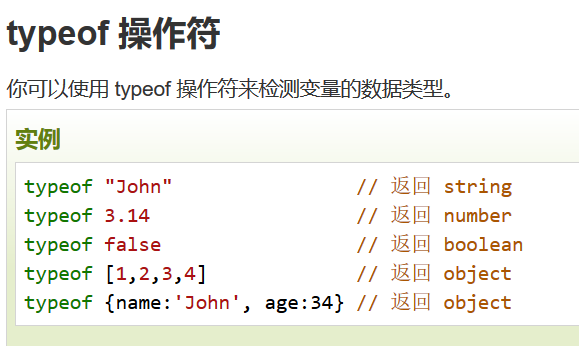 typeof 操作符
你可以使用 typeof 操作符来检测变量的数据类型。
实例
typeof "John"                // 返回 string
typeof 3.14                  // 返回 number
typeof false                 // 返回 boolean
typeof [1,2,3,4]             // 返回 object
typeof {name:'John', age:34} // 返回 object